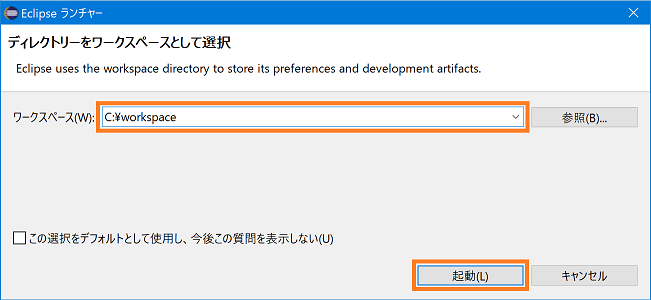 Eclipse ランチャー
ディレクトリーをワークスペースとして選択
Eclipse uses the workspace directory to store its preferences and development artifacts.
ワークスペース(W): C:¥workspace 参照(B)...
この選択をデフォルトとして使用し、今後この質問を表示しない(U)
起動(L) キャンセル